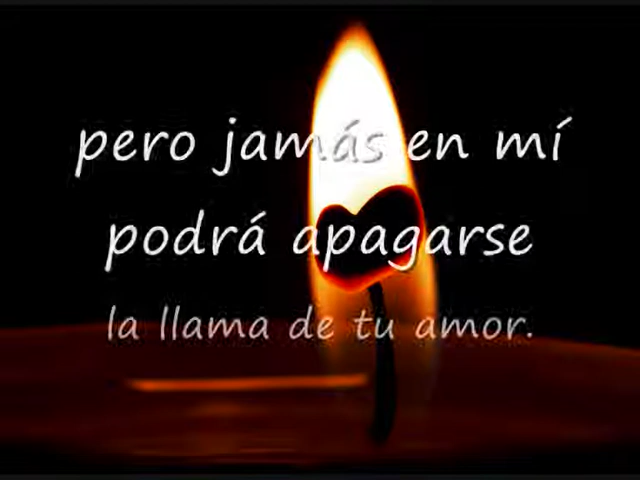 pero jamás en mí
podrá apagarse
la llama de tu amor.